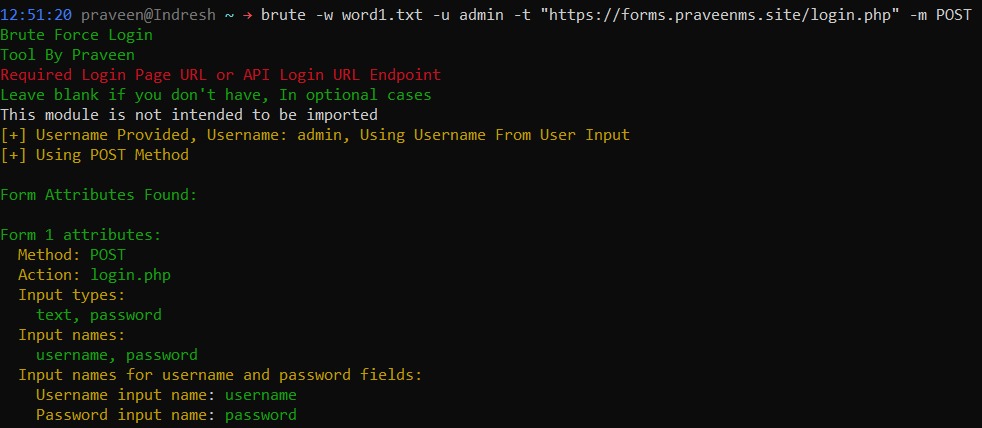 12:51:20 praveen@Indresh ~ → brute -w word1.txt -u admin -t "https://forms.praveenms.site/login.php" -m POST
Brute Force Login
Tool By Praveen
Required Login Page URL or API Login URL Endpoint
Leave blank if you don't have, In optional cases
This module is not intended to be imported
[+] Username Provided, Username: admin, Using Username From User Input
[+] Using POST Method
Form Attributes Found:
Form 1 attributes:
Method: POST
Action: login.php
Input types:
text, password
Input names:
username, password
Input names for username and password fields:
Username input name: username
Password input name: password